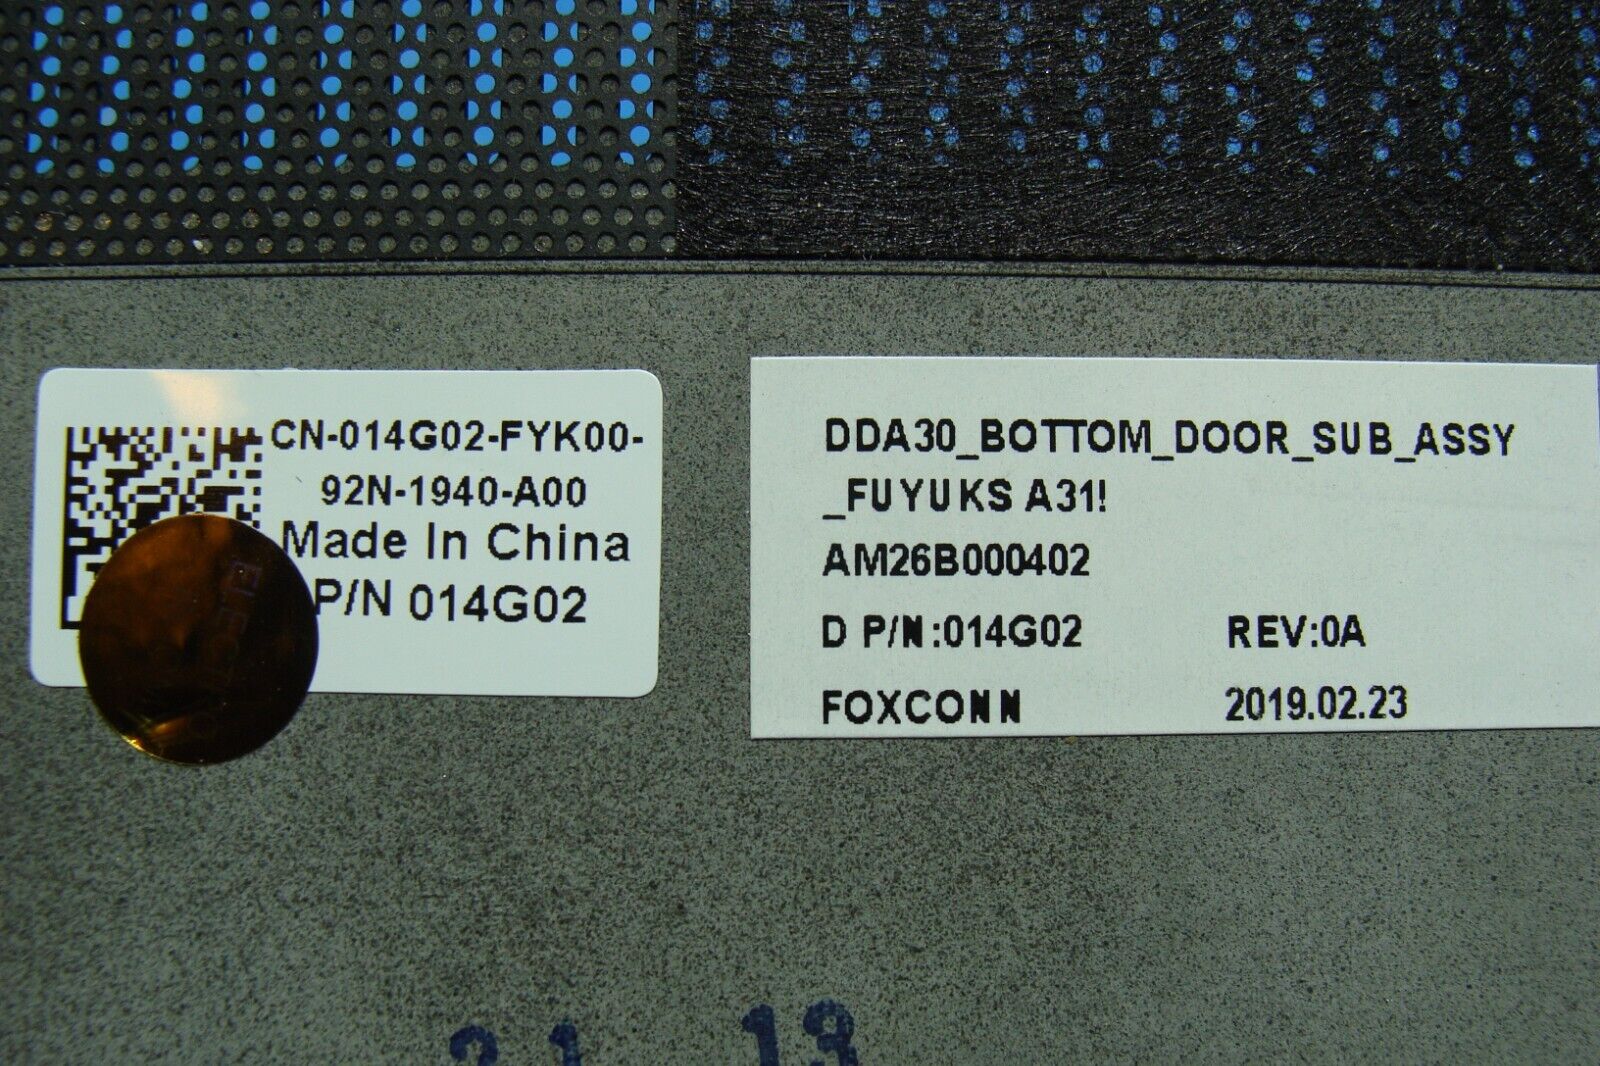 CN-014G02-FYK00-
92N-1940-A00
Made In China
P/N 014G02
DDA30_BOTTOM_DOOR_SUB_ASSY
_FUYUKS A31!
AM26B000402
D P/N:014G02 REV:0A
FOXCONN 2019.02.23
13